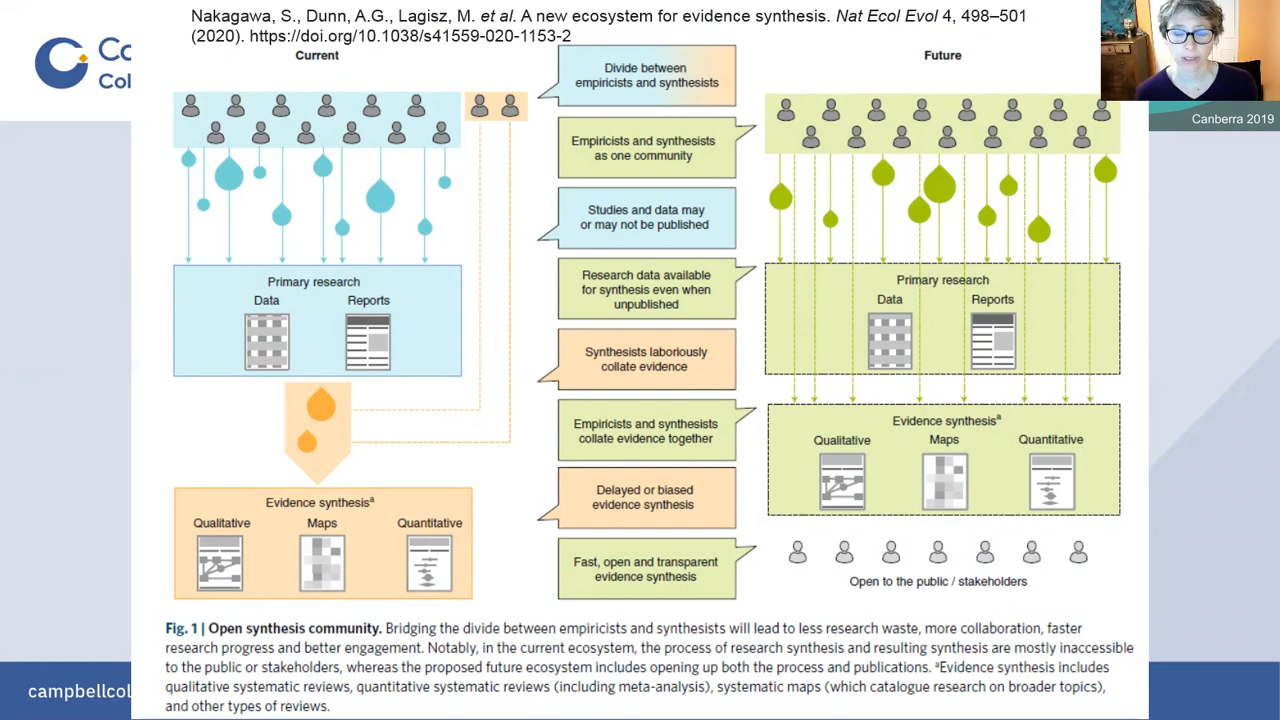 Nakagawa, S., Dunn, A.G., Lagisz, M. et al. A new ecosystem for evidence synthesis. Nat Ecol Evol 4, 498–501
(2020). https://doi.org/10.1038/s41559-020-1153-2
Current
Future
Canberra 2019
Divide between
empiricists and synthesists
Empiricists and synthesists
as one community
Studies and data may
or may not be published
Research data available
for synthesis even when
unpublished
Synthesists laboriously
collate evidence
Empiricists and synthesists
collate evidence together
Delayed or biased
evidence synthesis
Fast, open and transparent
evidence synthesis
Primary research
Data Reports
Evidence synthesisᵃ
Qualitative Maps Quantitative
Primary research
Data Reports
Evidence synthesisᵃ
Qualitative Maps Quantitative
Open to the public / stakeholders
Fig. 1 | Open synthesis community. Bridging the divide between empiricists and synthesists will lead to less research waste, more collaboration, faster
research progress and better engagement. Notably, in the current ecosystem, the process of research synthesis and resulting synthesis are mostly inaccessible
to the public or stakeholders, whereas the proposed future ecosystem includes opening up both the process and publications. ᵃEvidence synthesis includes
qualitative systematic reviews, quantitative systematic reviews (including meta-analysis), systematic maps (which catalogue research on broader topics),
and other types of reviews.
campbellcol